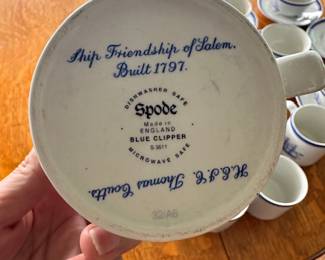 Ship Friendship of Salem.
Built 1797.
DISHWASHER SAFE
Spode
Made in
ENGLAND
BLUE CLIPPER
S 3611
MICROWAVE SAFE
H.E.I.C. Thomas Coutts